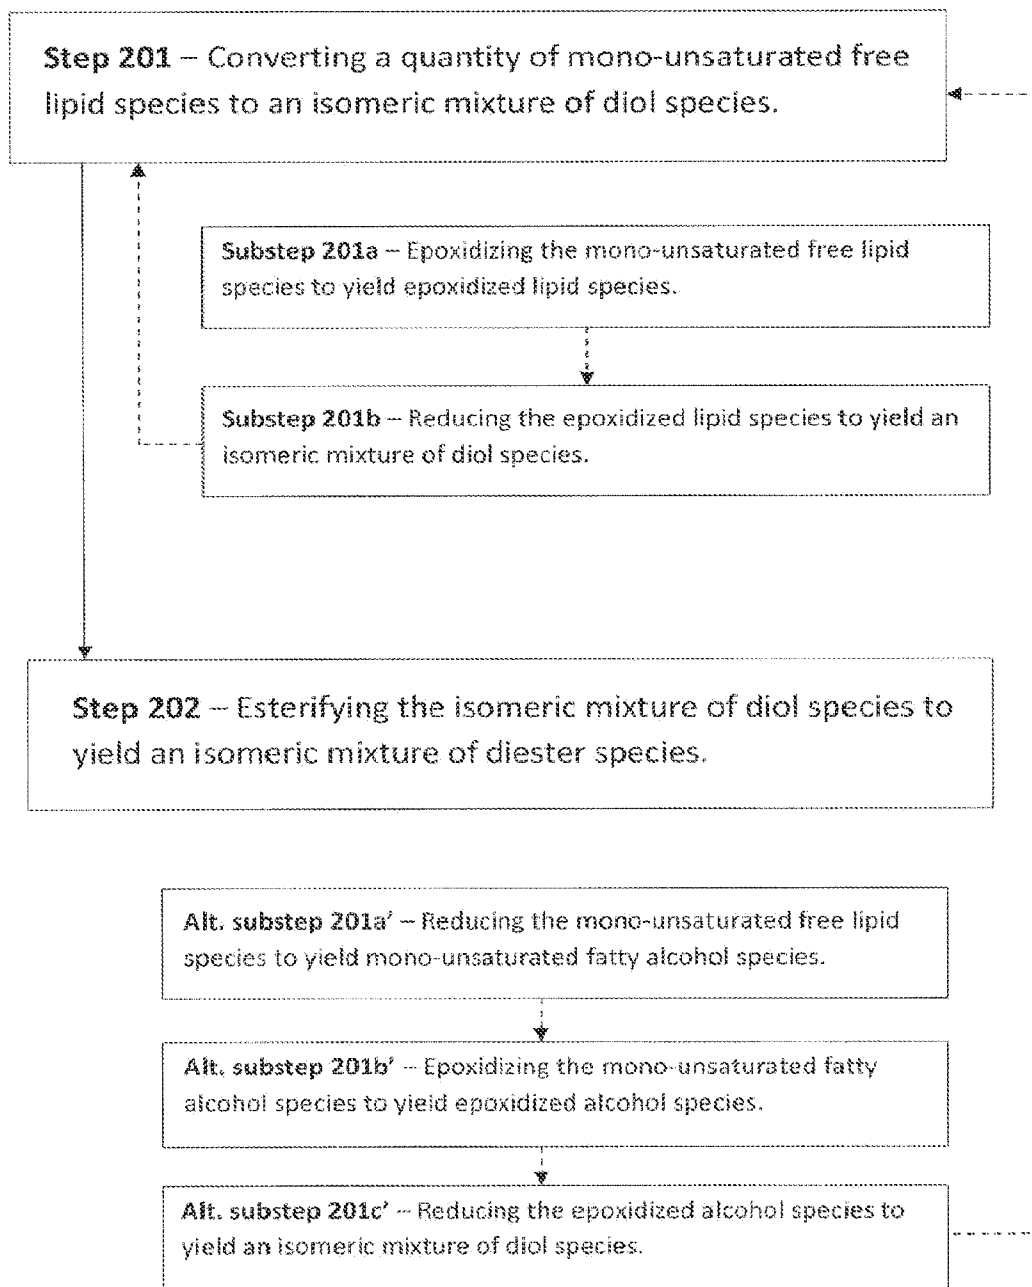 Step 201 – Converting a quantity of mono-unsaturated free
lipid species to an isomeric mixture of diol species.
Substep 201a – Epoxidizing the mono-unsaturated free lipid
species to yield epoxidized lipid species.
Substep 201b – Reducing the epoxidized lipid species to yield an
isomeric mixture of diol species.
Step 202 – Esterifying the isomeric mixture of diol species to
yield an isomeric mixture of diester species.
Alt. substep 201a’ – Reducing the mono-unsaturated free lipid
species to yield mono-unsaturated fatty alcohol species.
Alt. substep 201b’ – Epoxidizing the mono-unsaturated fatty
alcohol species to yield epoxidized alcohol species.
Alt. substep 201c’ – Reducing the epoxidized alcohol species to
yield an isomeric mixture of diol species.